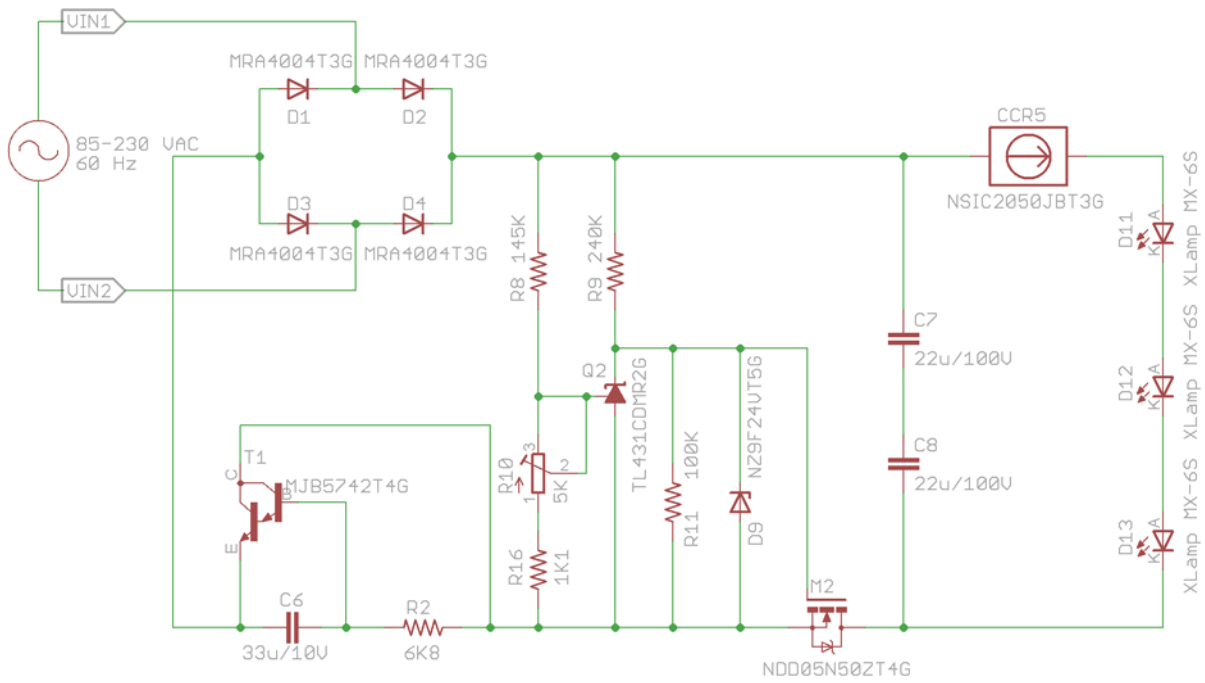 VIN1
MRA4004T3G MRA4004T3G
D1 D2
85-230 VAC
60 Hz
D3 D4
MRA4004T3G MRA4004T3G
VIN2
CCR5
NSIC2050JBT3G
R8 145K
R9 240K
D11
A
K
XLamp MX-6S
C7
22u/100V
Q2
TL431CDMR2G
NZ9F24VT5G
D12
A
K
XLamp MX-6S
R10
3
2
1
5K
R11 100K
D9
C8
22u/100V
T1
C
B
E
MJB5742T4G
D13
A
K
XLamp MX-6S
R16
1K1
C6
33u/10V
R2
6K8
M2
NDD05N50ZT4G